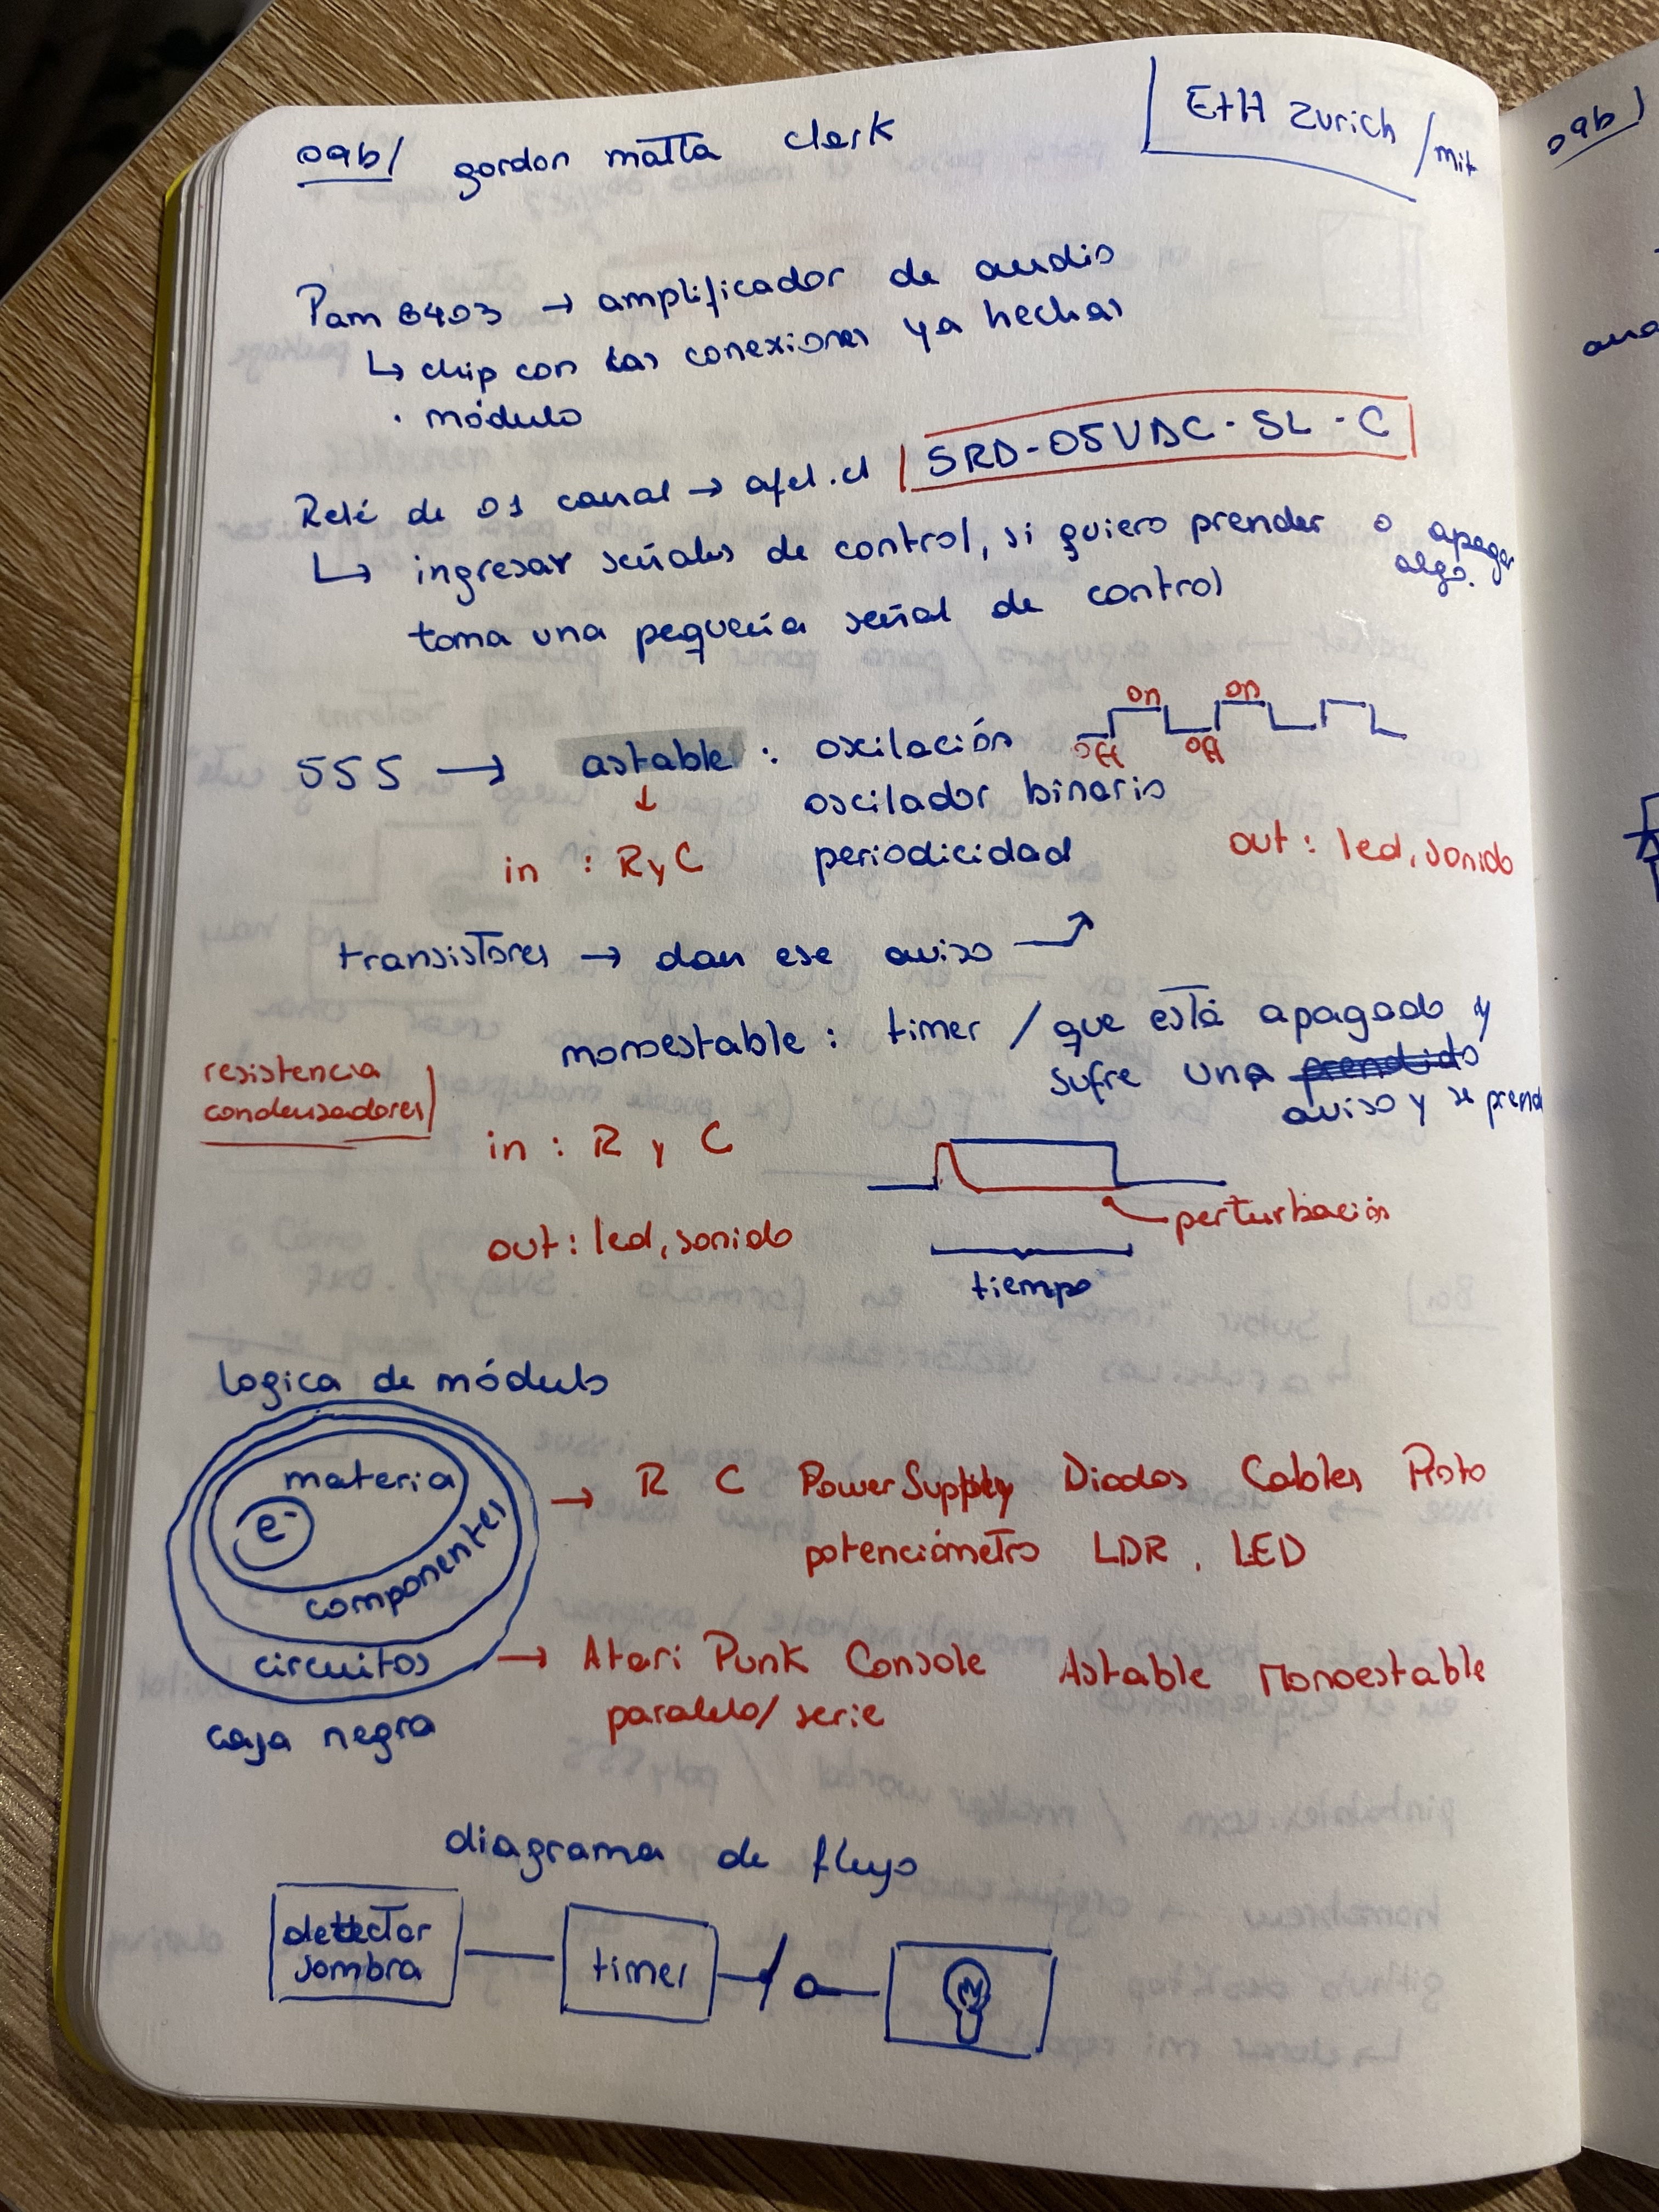 09b/ gordon matta clark
EtH Zurich /mit
Pam 8403 → amplificador de audio
↳ chip con las conexiones ya hechas
· módulo
Relé de 01 canal → afel.el SRD-05VDC-SL-C
↳ ingresar señales de control, si quiero prender o apagar
algo.
toma una pequeña señal de control
on on
555 → astable : oxilación
off off
oscilador binario
in : R y C periodicidad out : led, sonido
transistores → dan ese aviso
monoestable : timer / que está apagado y
sufre una prendido
aviso y se prend
resistencia
condensadores
in : R y C
perturbación
out : led, sonido
tiempo
logica de módulo
materia
e-
componentes
circuitos
caja negra
→ R C Power Supply Diodos Cables Proto
potenciómetro LDR, LED
→ Atari Punk Console Astable Monoestable
paralelo/ serie
diagrama de flujo
detector
sombra
timer
09b/